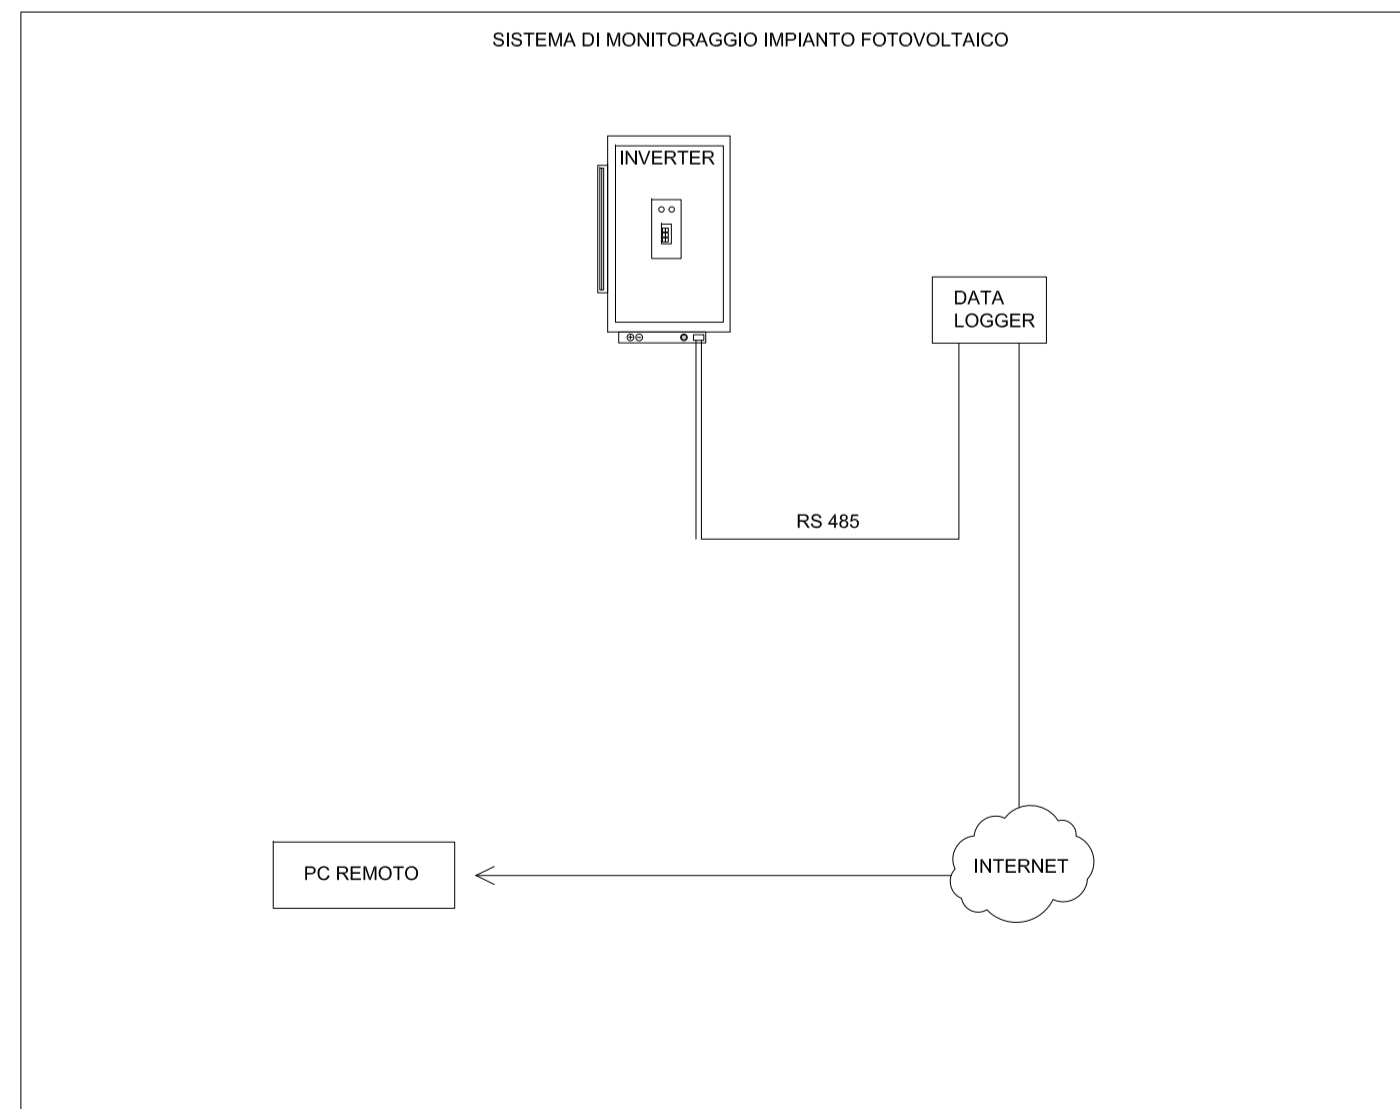 SISTEMA DI MONITORAGGIO IMPIANTO FOTOVOLTAICO
INVERTER
DATA
LOGGER
RS 485
PC REMOTO
INTERNET